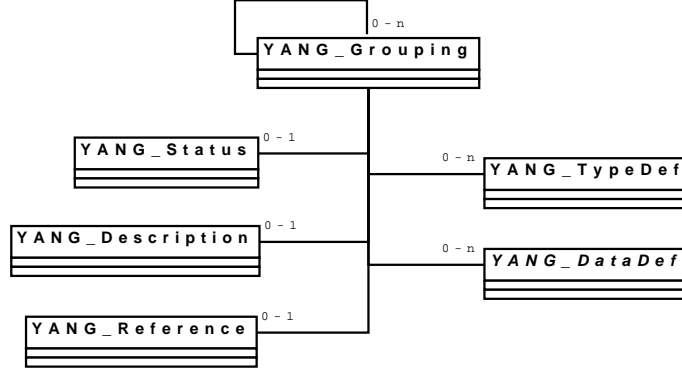 0 - n
YANG_Grouping
0 - 1
YANG_Status
0 - n
YANG_TypeDef
0 - 1
YANG_Description
0 - n
YANG_DataDef
0 - 1
YANG_Reference